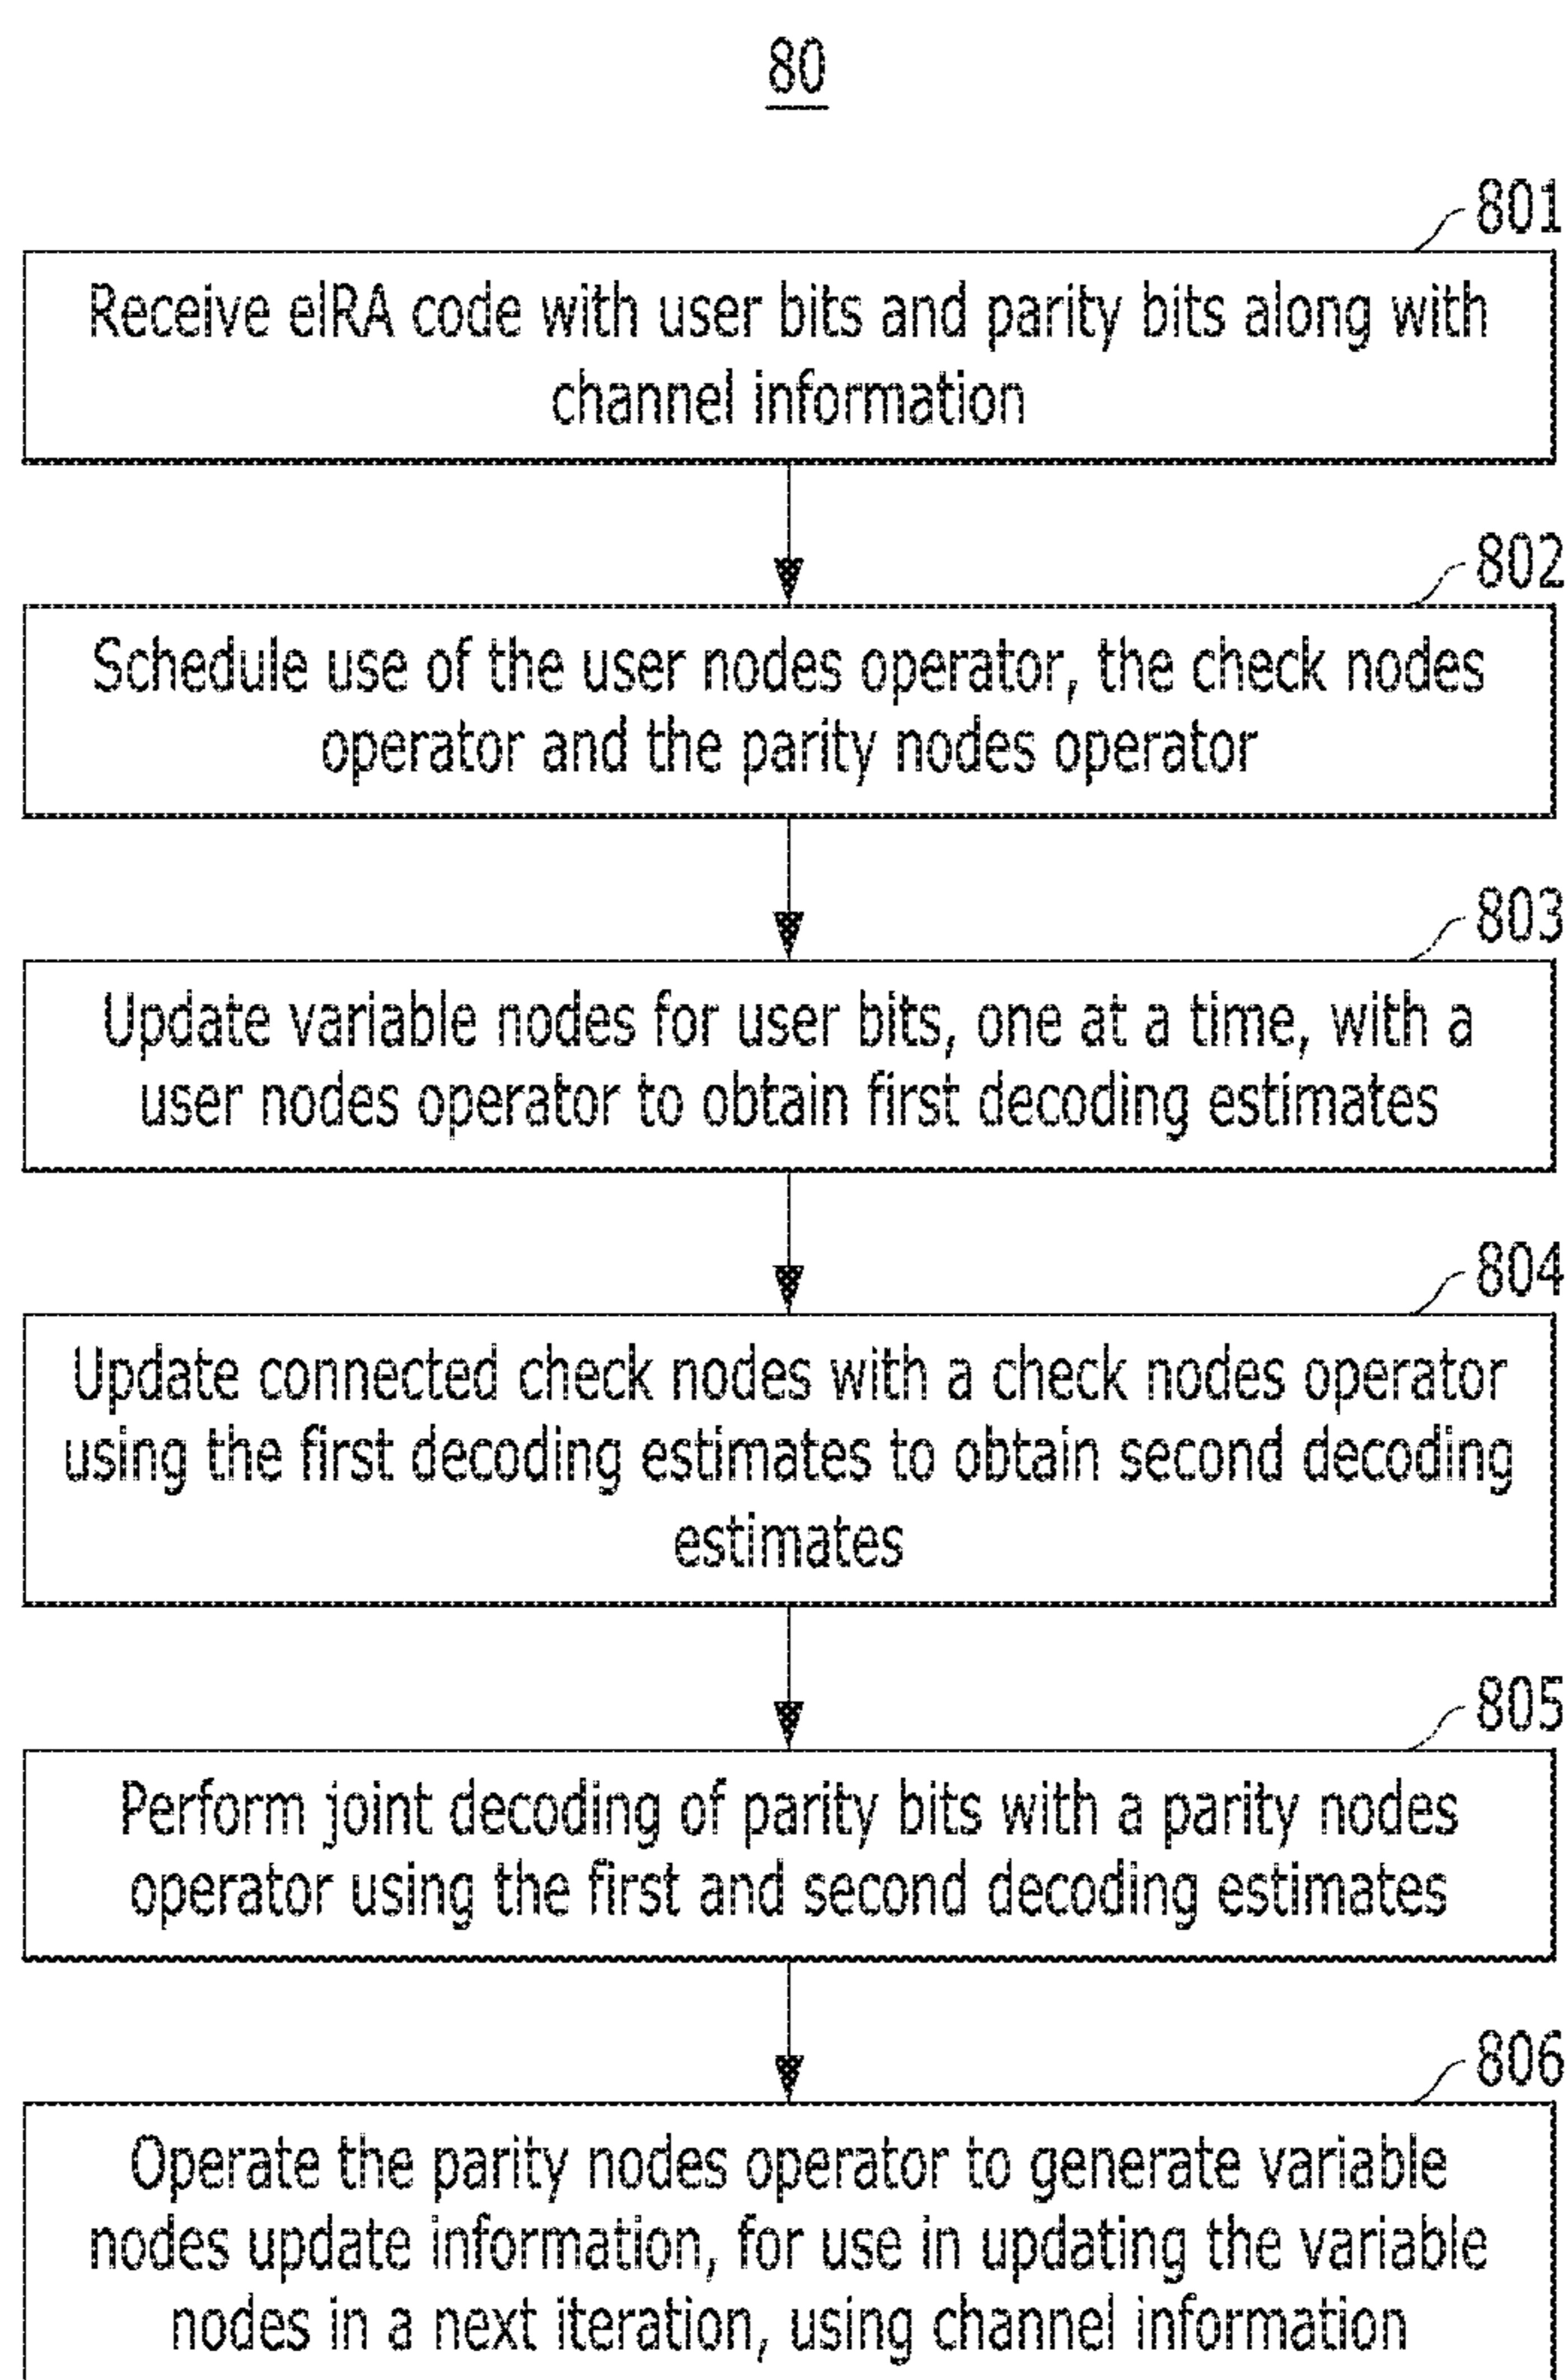 80
801
Receive eIRA code with user bits and parity bits along with
channel information
802
Schedule use of the user nodes operator, the check nodes
operator and the parity nodes operator
803
Update variable nodes for user bits, one at a time, with a
user nodes operator to obtain first decoding estimates
804
Update connected check nodes with a check nodes operator
using the first decoding estimates to obtain second decoding
estimates
805
Perform joint decoding of parity bits with a parity nodes
operator using the first and second decoding estimates
806
Operate the parity nodes operator to generate variable
nodes update information, for use in updating the variable
nodes in a next iteration, using channel information